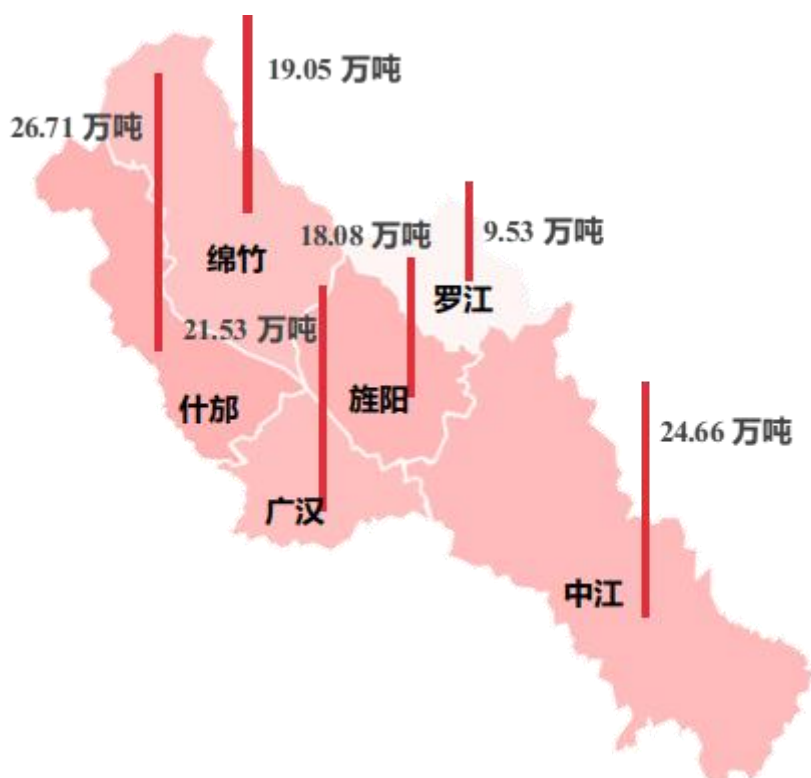 19.05 万吨
26.71 万吨
18.08 万吨
9.53 万吨
绵竹
罗江
21.53 万吨
什邡
旌阳
24.66 万吨
广汉
中江